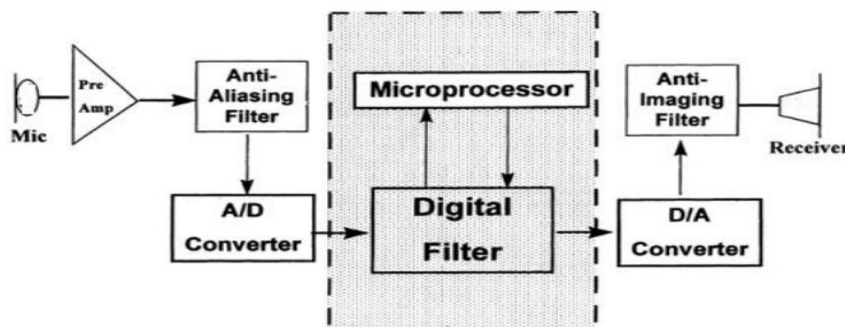 Mic
Pre
Amp
Anti-
Aliasing
Filter
A/D
Converter
Microprocessor
Digital
Filter
D/A
Converter
Anti-
Imaging
Filter
Receiver